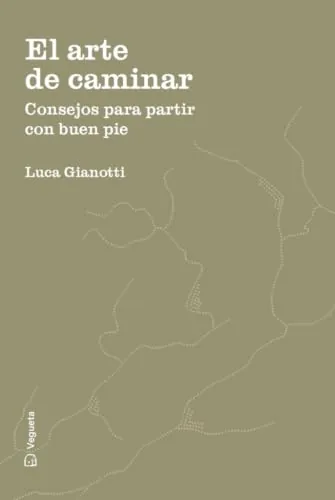 El arte
de caminar
Consejos para partir
con buen pie
Luca Gianotti
Vegueta